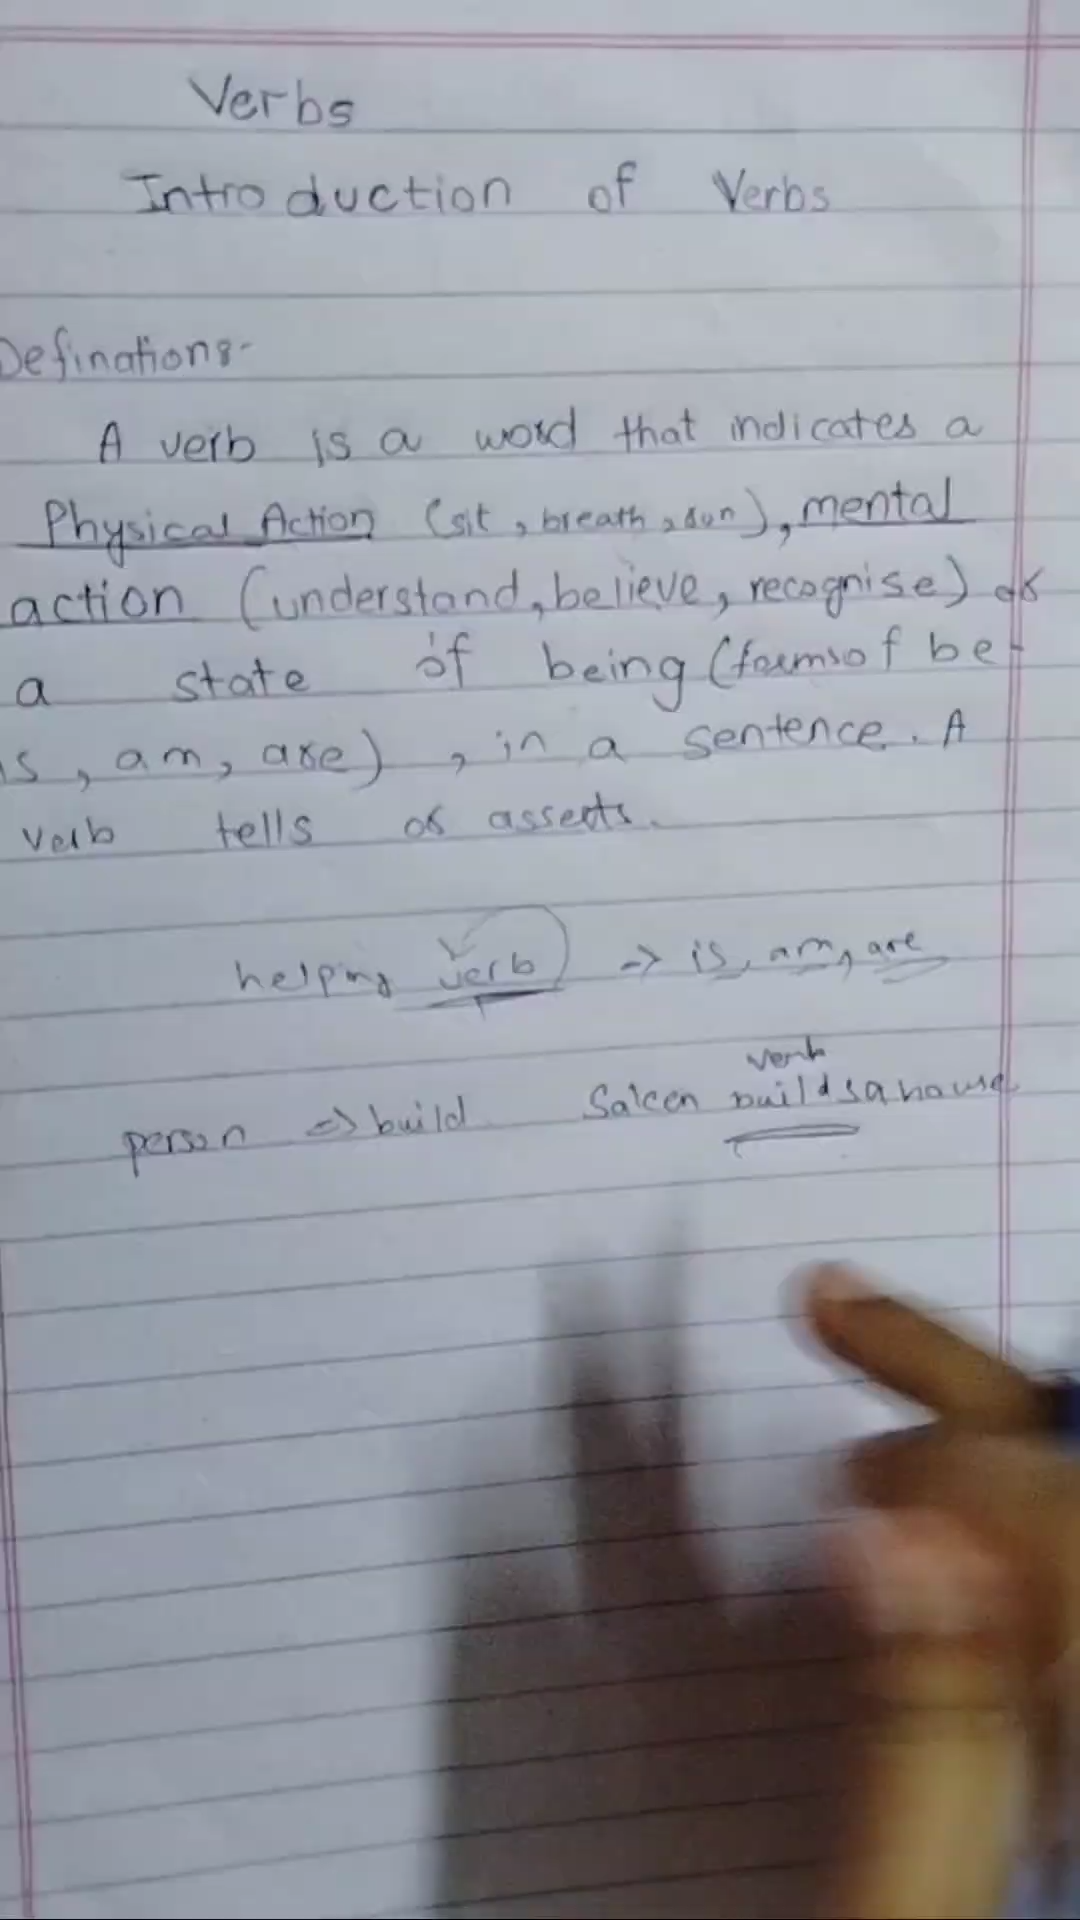 Verbs
Introduction of Verbs
Defination:-
A verb is a word that indicates a
Physical Action (sit, breath, run), mental
action (understand, believe, recognise) or
a state of being (forms of be-
is, am, are), in a sentence. A
verb tells or asserts.
helping verb -> is, am, are
verb
person => build Saleen builds a house